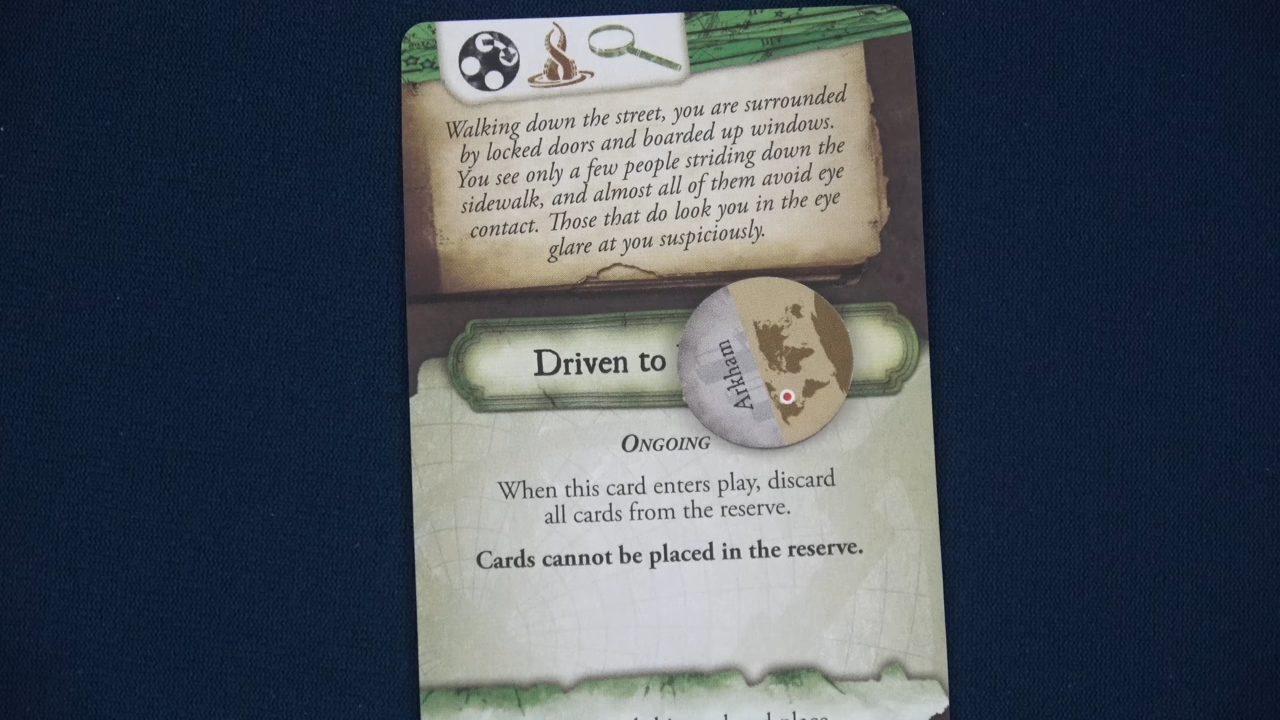 Walking down the street, you are surrounded
by locked doors and boarded up windows.
You see only a few people striding down the
sidewalk, and almost all of them avoid eye
contact. Those that do look you in the eye
glare at you suspiciously.
Driven to
Arkham
ONGOING
When this card enters play, discard
all cards from the reserve.
Cards cannot be placed in the reserve.